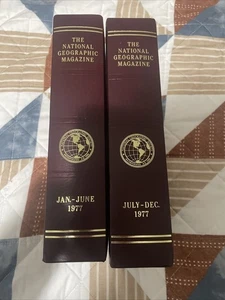 THE
NATIONAL
GEOGRAPHIC
MAGAZINE
JAN.-JUNE
1977
THE
NATIONAL
GEOGRAPHIC
MAGAZINE
JULY-DEC.
1977